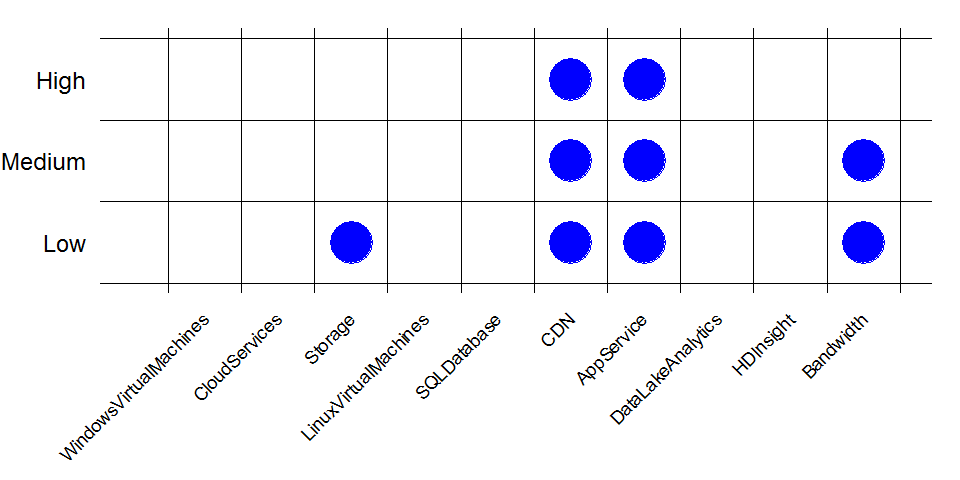 High
Medium
Low
WindowsVirtualMachines
CloudServices
Storage
LinuxVirtualMachines
SQLDatabase
CDN
AppService
DataLakeAnalytics
HDInsight
Bandwidth